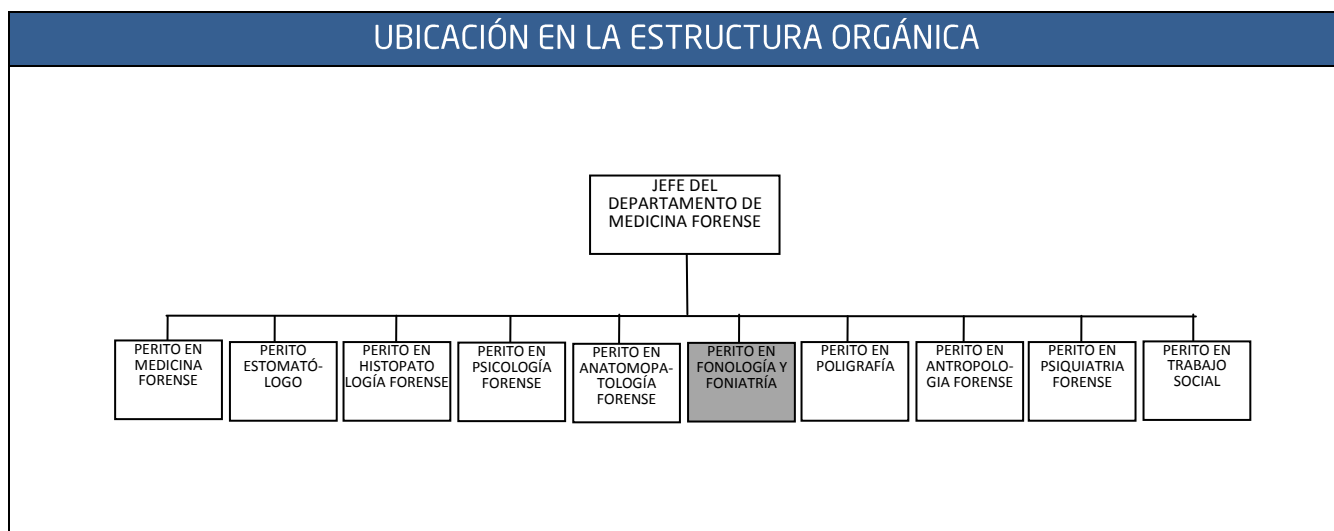 UBICACIÓN EN LA ESTRUCTURA ORGÁNICA
JEFE DEL
DEPARTAMENTO DE
MEDICINA FORENSE
PERITO EN
MEDICINA
FORENSE
PERITO
ESTOMATÓ-
LOGO
PERITO EN
HISTOPATO
LOGÍA FORENSE
PERITO EN
PSICOLOGÍA
FORENSE
PERITO EN
ANATOMOPA-
TOLOGÍA
FORENSE
PERITO EN
FONOLOGÍA Y
FONIATRÍA
PERITO EN
POLIGRAFÍA
PERITO EN
ANTROPOLO-
GIA FORENSE
PERITO EN
PSIQUIATRIA
FORENSE
PERITO EN
TRABAJO
SOCIAL